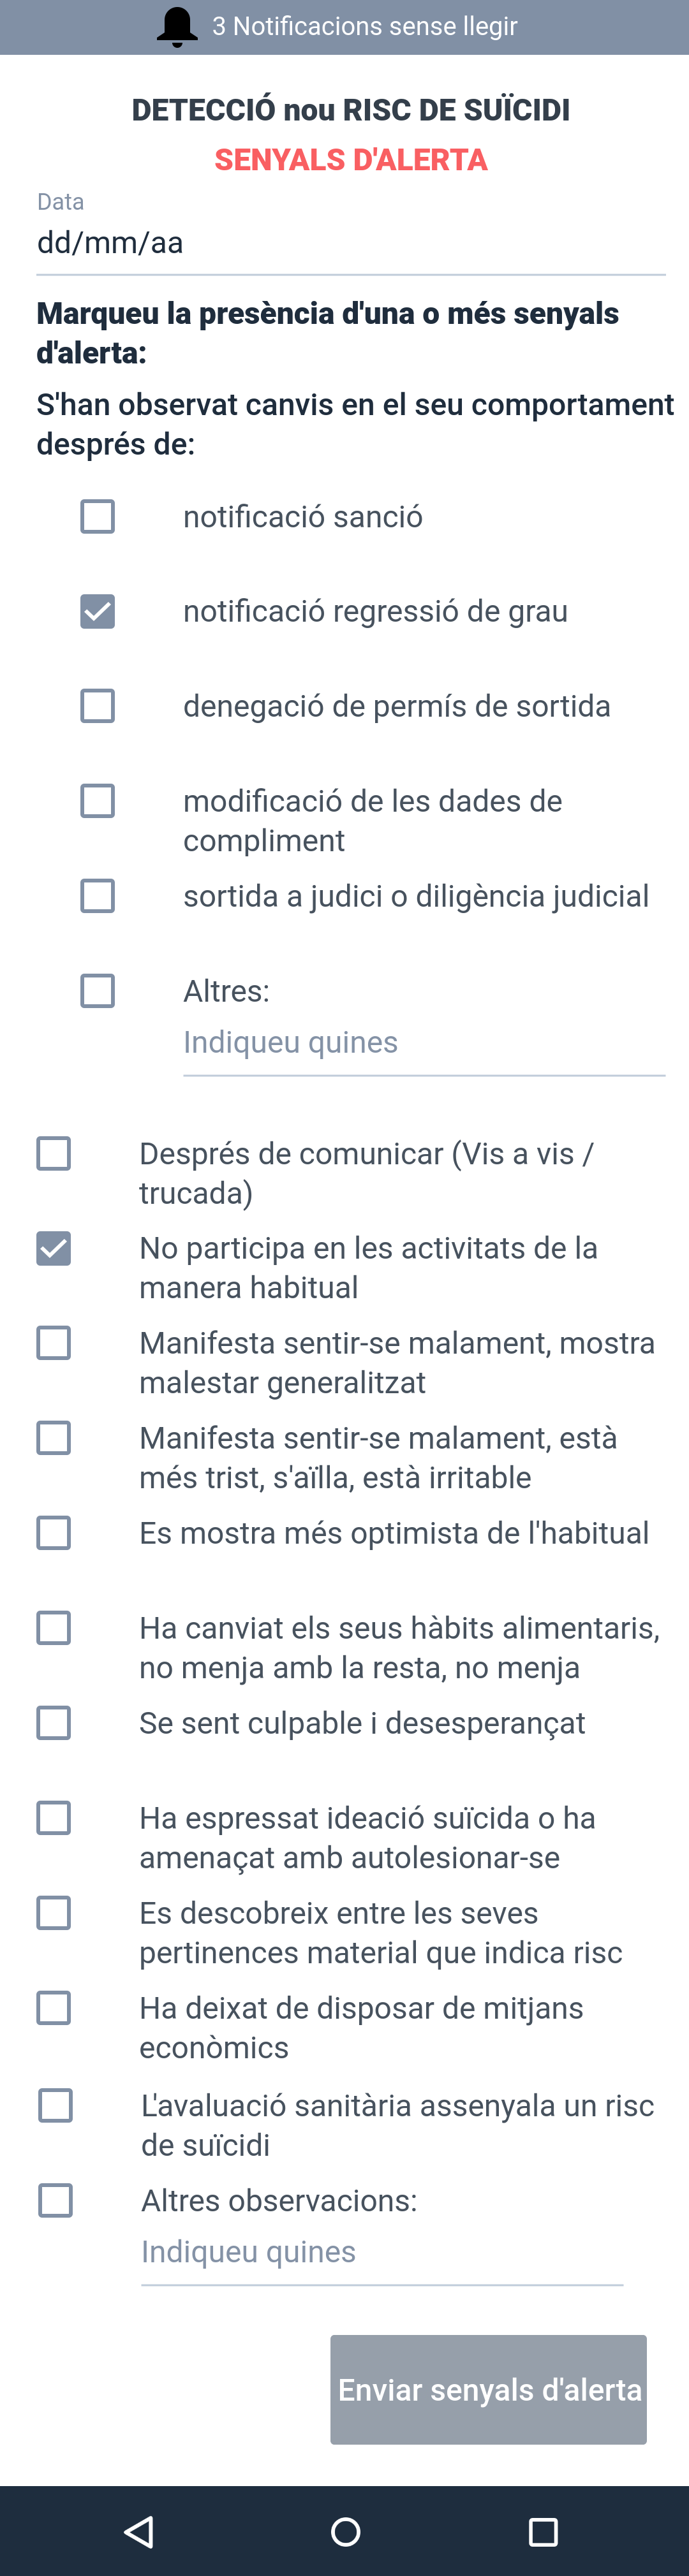 3 Notificacions sense llegir
DETECCIÓ nou RISC DE SUÏCIDI
SENYALS D'ALERTA
Data
dd/mm/aa
Marqueu la presència d'una o més senyals
d'alerta:
S'han observat canvis en el seu comportament
després de:
notificació sanció
notificació regressió de grau
denegació de permís de sortida
modificació de les dades de
compliment
sortida a judici o diligència judicial
Altres:
Indiqueu quines
Després de comunicar (Vis a vis /
trucada)
No participa en les activitats de la
manera habitual
Manifesta sentir-se malament, mostra
malestar generalitzat
Manifesta sentir-se malament, està
més trist, s'aïlla, està irritable
Es mostra més optimista de l'habitual
Ha canviat els seus hàbits alimentaris,
no menja amb la resta, no menja
Se sent culpable i desesperançat
Ha espressat ideació suïcida o ha
amenaçat amb autolesionar-se
Es descobreix entre les seves
pertinences material que indica risc
Ha deixat de disposar de mitjans
econòmics
L'avaluació sanitària assenyala un risc
de suïcidi
Altres observacions:
Indiqueu quines
Enviar senyals d'alerta